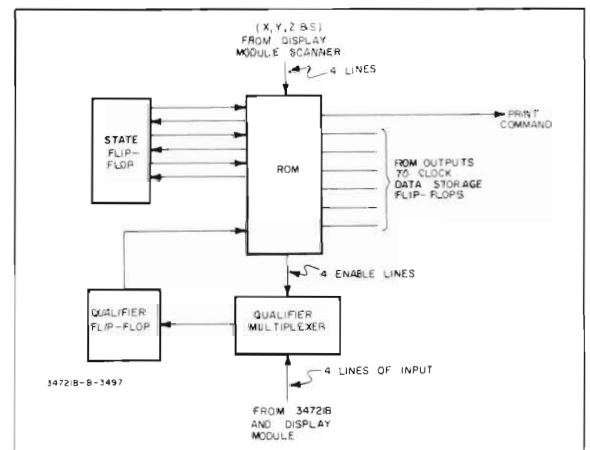 (X,Y,Z & S)
FROM DISPLAY
MODULE SCANNER
4 LINES
PRINT
COMMAND
STATE
FLIP-
FLOP
ROM
ROM OUTPUTS
TO CLOCK
DATA STORAGE
FLIP-FLOPS
4 ENABLE LINES
QUALIFIER
FLIP-FLOP
QUALIFIER
MULTIPLEXER
34721B-B-3497
4 LINES OF INPUT
FROM 34721B
AND DISPLAY
MODULE